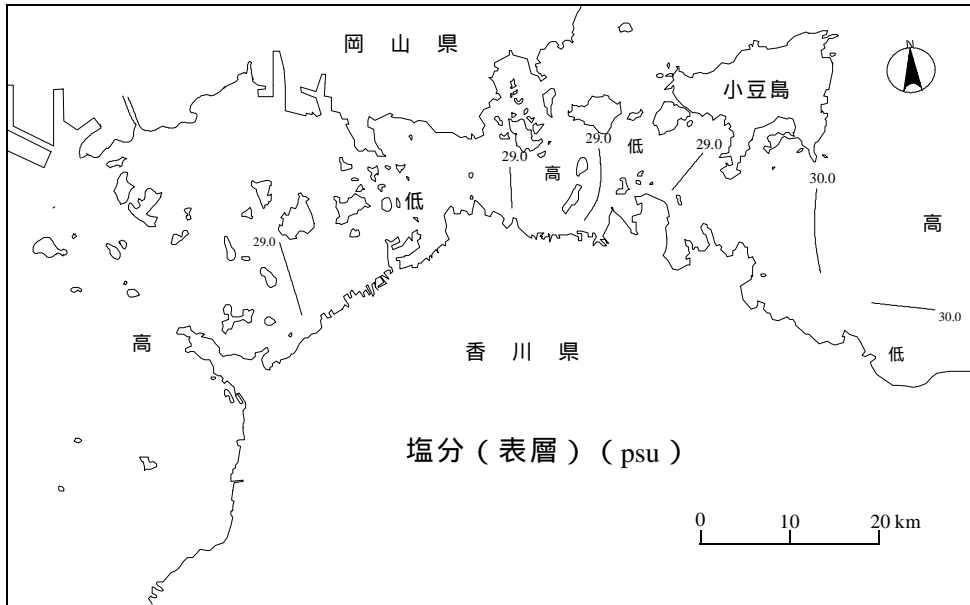 岡 山 県
N
小豆島
29.0
低
29.0
29.0
高
30.0
低
高
29.0
30.0
高
香 川 県
低
塩分（表層）（psu）
0 10 20 km